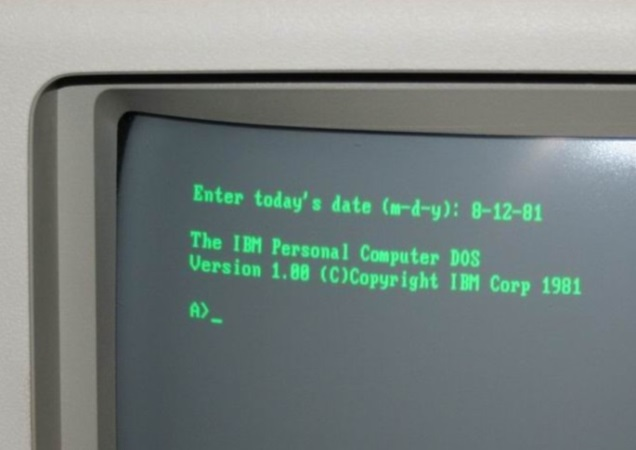 Enter today's date (m-d-y): 8-12-81
The IBM Personal Computer DOS
Version 1.00 (C)Copyright IBM Corp 1981
A>_